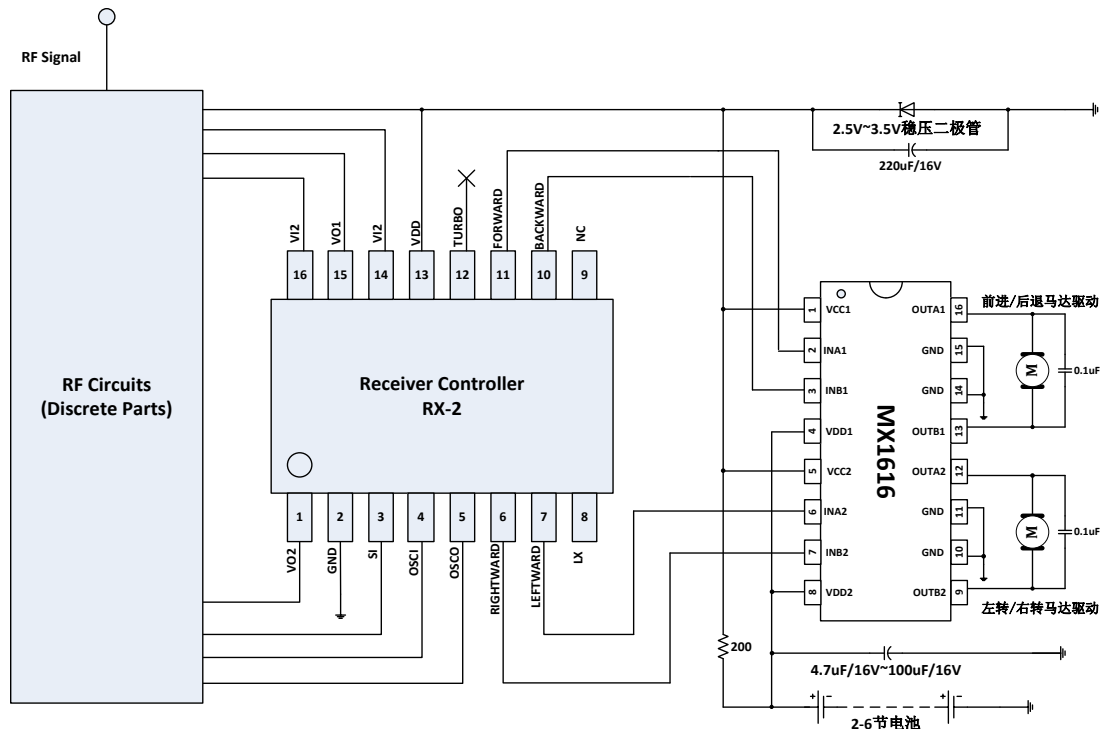 RF Signal
2.5V~3.5V稳压二极管
220uF/16V
VI2
VO1
VI2
VDD
TURBO
FORWARD
BACKWARD
NC
16
15
14
13
12
11
10
9
RF Circuits
(Discrete Parts)
Receiver Controller
RX-2
1
2
3
4
5
6
7
8
VO2
GND
SI
OSCI
OSCO
RIGHTWARD
LEFTWARD
LX
MX1616
1 VCC1
2 INA1
3 INB1
4 VDD1
5 VCC2
6 INA2
7 INB2
8 VDD2
OUTA1 16
GND 15
GND 14
OUTB1 13
OUTA2 12
GND 11
GND 10
OUTB2 9
前进/后退马达驱动
M
0.1uF
M
0.1uF
左转/右转马达驱动
200
4.7uF/16V~100uF/16V
+ −
+ −
2-6节电池